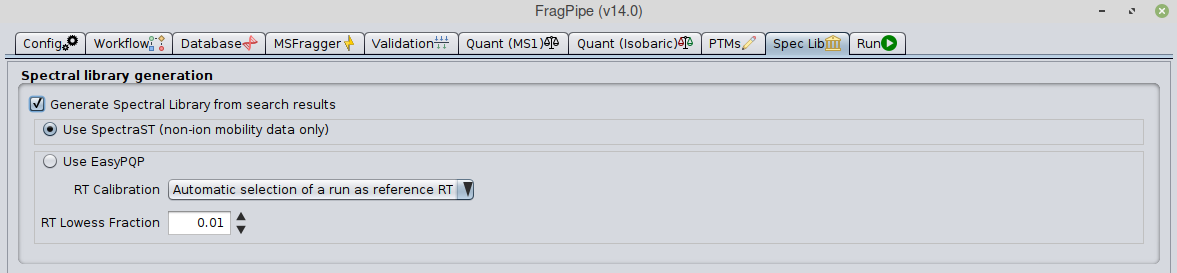 FragPipe (v14.0)
Config Workflow Database MSFragger Validation Quant (MS1) Quant (Isobaric) PTMs Spec Lib Run
Spectral library generation
Generate Spectral Library from search results
Use SpectraST (non-ion mobility data only)
Use EasyPQP
RT Calibration Automatic selection of a run as reference RT
RT Lowess Fraction 0.01